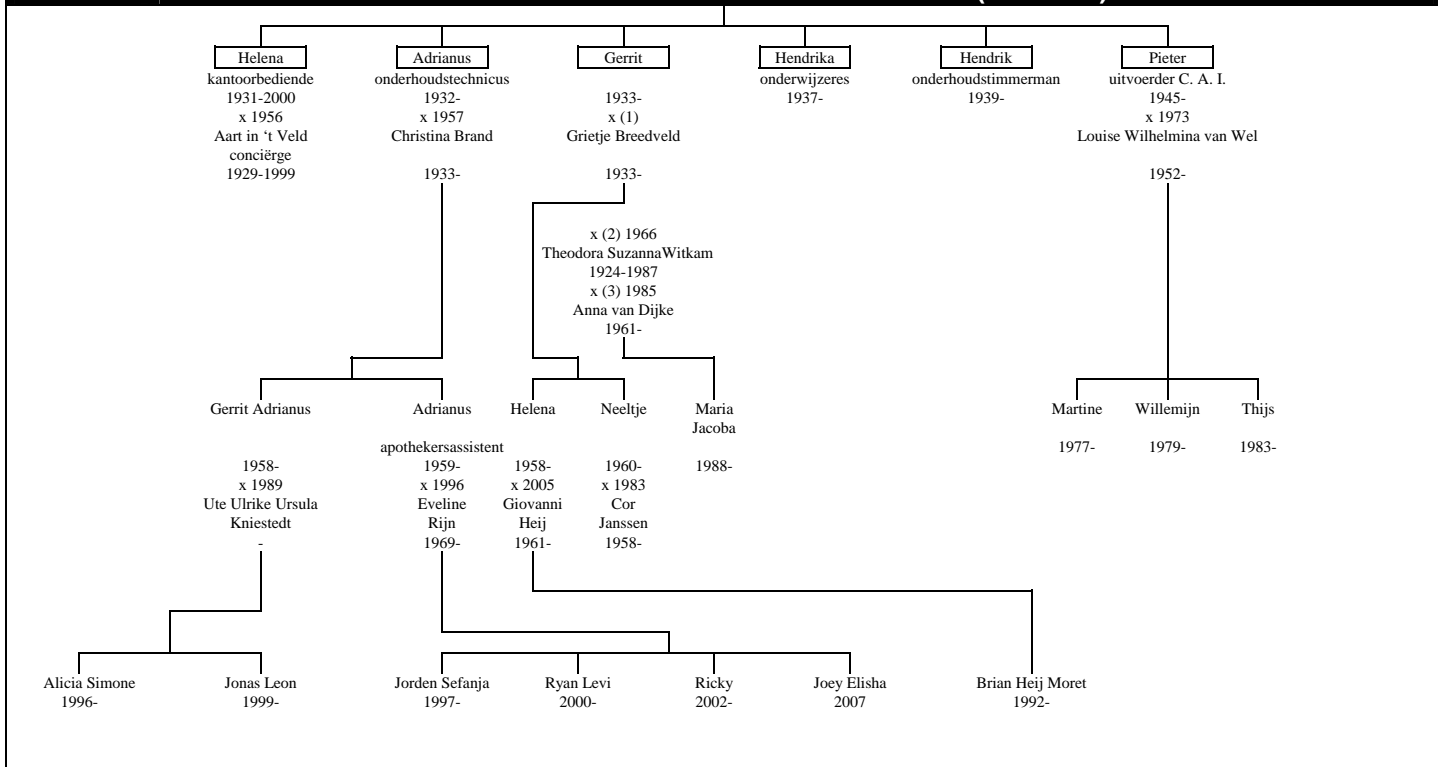 Helena
kantoorbediende
1931-2000
x 1956
Aart in ‘t Veld
conciërge
1929-1999
Adrianus
onderhoudstechnicus
1932-
x 1957
Christina Brand
1933-
Gerrit
1933-
x (1)
Grietje Breedveld
1933-
x (2) 1966
Theodora SuzannaWitkam
1924-1987
x (3) 1985
Anna van Dijke
1961-
Hendrika
onderwijzeres
1937-
Hendrik
onderhoudstimmerman
1939-
Pieter
uitvoerder C. A. I.
1945-
x 1973
Louise Wilhelmina van Wel
1952-
Gerrit Adrianus
1958-
x 1989
Ute Ulrike Ursula
Kniestedt
-
Adrianus
apothekersassistent
1959-
x 1996
Eveline
Rijn
1969-
Helena
1958-
x 2005
Giovanni
Heij
1961-
Neeltje
1960-
x 1983
Cor
Janssen
1958-
Maria
Jacoba
1988-
Martine
1977-
Willemijn
1979-
Thijs
1983-
Alicia Simone
1996-
Jonas Leon
1999-
Jorden Sefanja
1997-
Ryan Levi
2000-
Ricky
2002-
Joey Elisha
2007
Brian Heij Moret
1992-